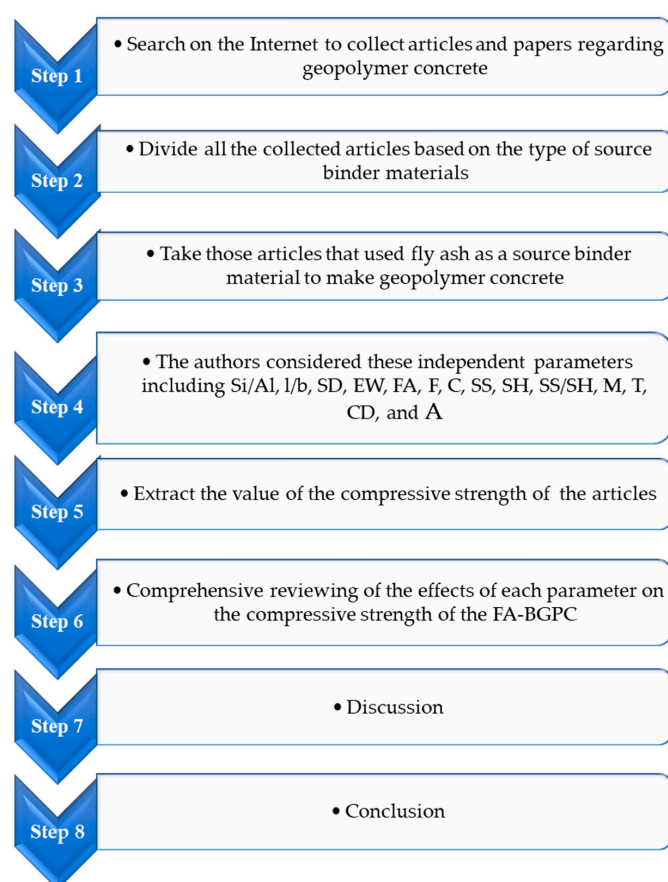 Step 1
• Search on the Internet to collect articles and papers regarding
geopolymer concrete
Step 2
• Divide all the collected articles based on the type of source
binder materials
Step 3
• Take those articles that used fly ash as a source binder
material to make geopolymer concrete
Step 4
• The authors considered these independent parameters
including Si/Al, l/b, SD, EW, FA, F, C, SS, SH, SS/SH, M, T,
CD, and A
Step 5
• Extract the value of the compressive strength of the articles
Step 6
• Comprehensive reviewing of the effects of each parameter on
the compressive strength of the FA-BGPC
Step 7
• Discussion
Step 8
• Conclusion